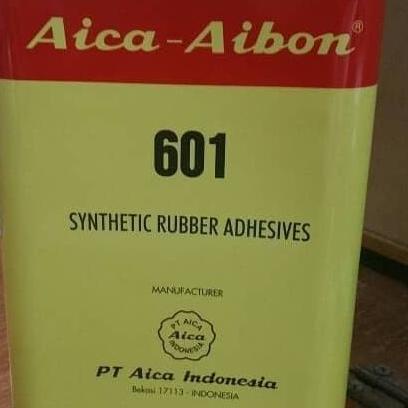 Aica-Aibon®
601
SYNTHETIC RUBBER ADHESIVES
MANUFACTURER
PT AICA
Aica
INDONESIA
PT Aica Indonesia
Bekasi 17113 - INDONESIA